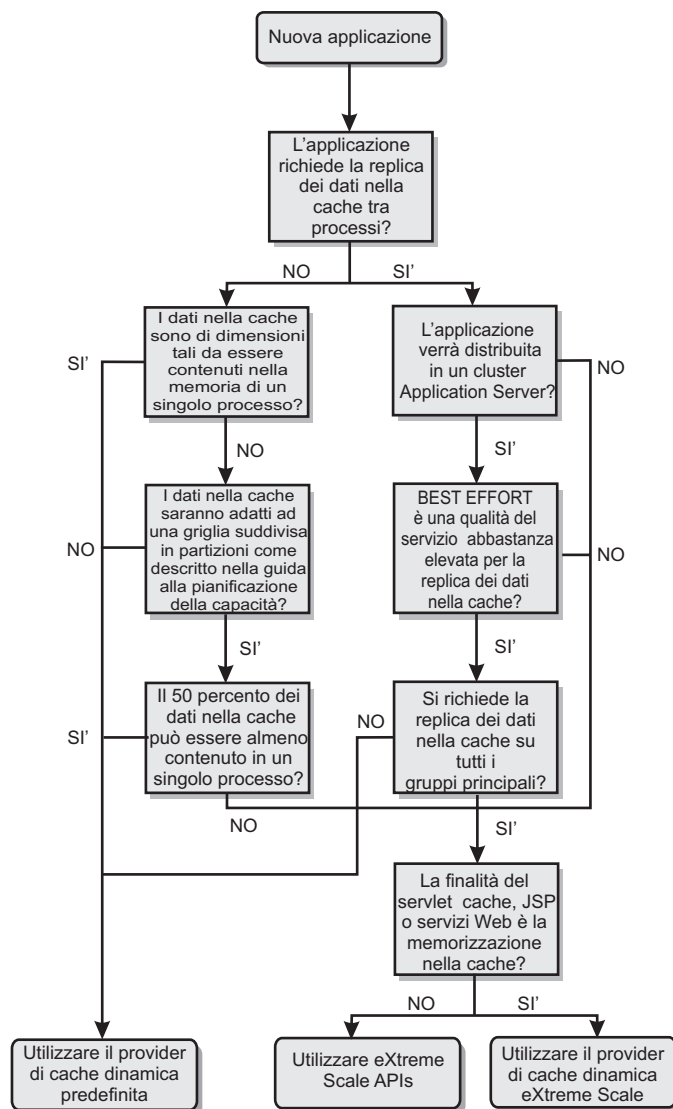 Nuova applicazione
L'applicazione
richiede la replica
dei dati nella
cache tra
processi?
NO
SI'
I dati nella cache
sono di dimensioni
tali da essere
contenuti nella
memoria di un
singolo processo?
SI'
L'applicazione
verrà distribuita
in un cluster
Application Server?
NO
NO
SI'
I dati nella cache
saranno adatti ad
una griglia suddivisa
in partizioni come
descritto nella guida
alla pianificazione
della capacità?
NO
BEST EFFORT
è una qualità del
servizio abbastanza
elevata per la
replica dei dati
nella cache?
NO
SI'
SI'
Il 50 percento dei
dati nella cache
può essere almeno
contenuto in un
singolo processo?
SI'
NO
Si richiede la
replica dei dati
nella cache su
tutti i
gruppi principali?
NO
SI'
La finalità del
servlet cache, JSP
o servizi Web è la
memorizzazione
nella cache?
NO
SI'
Utilizzare il provider
di cache dinamica
predefinita
Utilizzare eXtreme
Scale APIs
Utilizzare il provider
di cache dinamica
eXtreme Scale